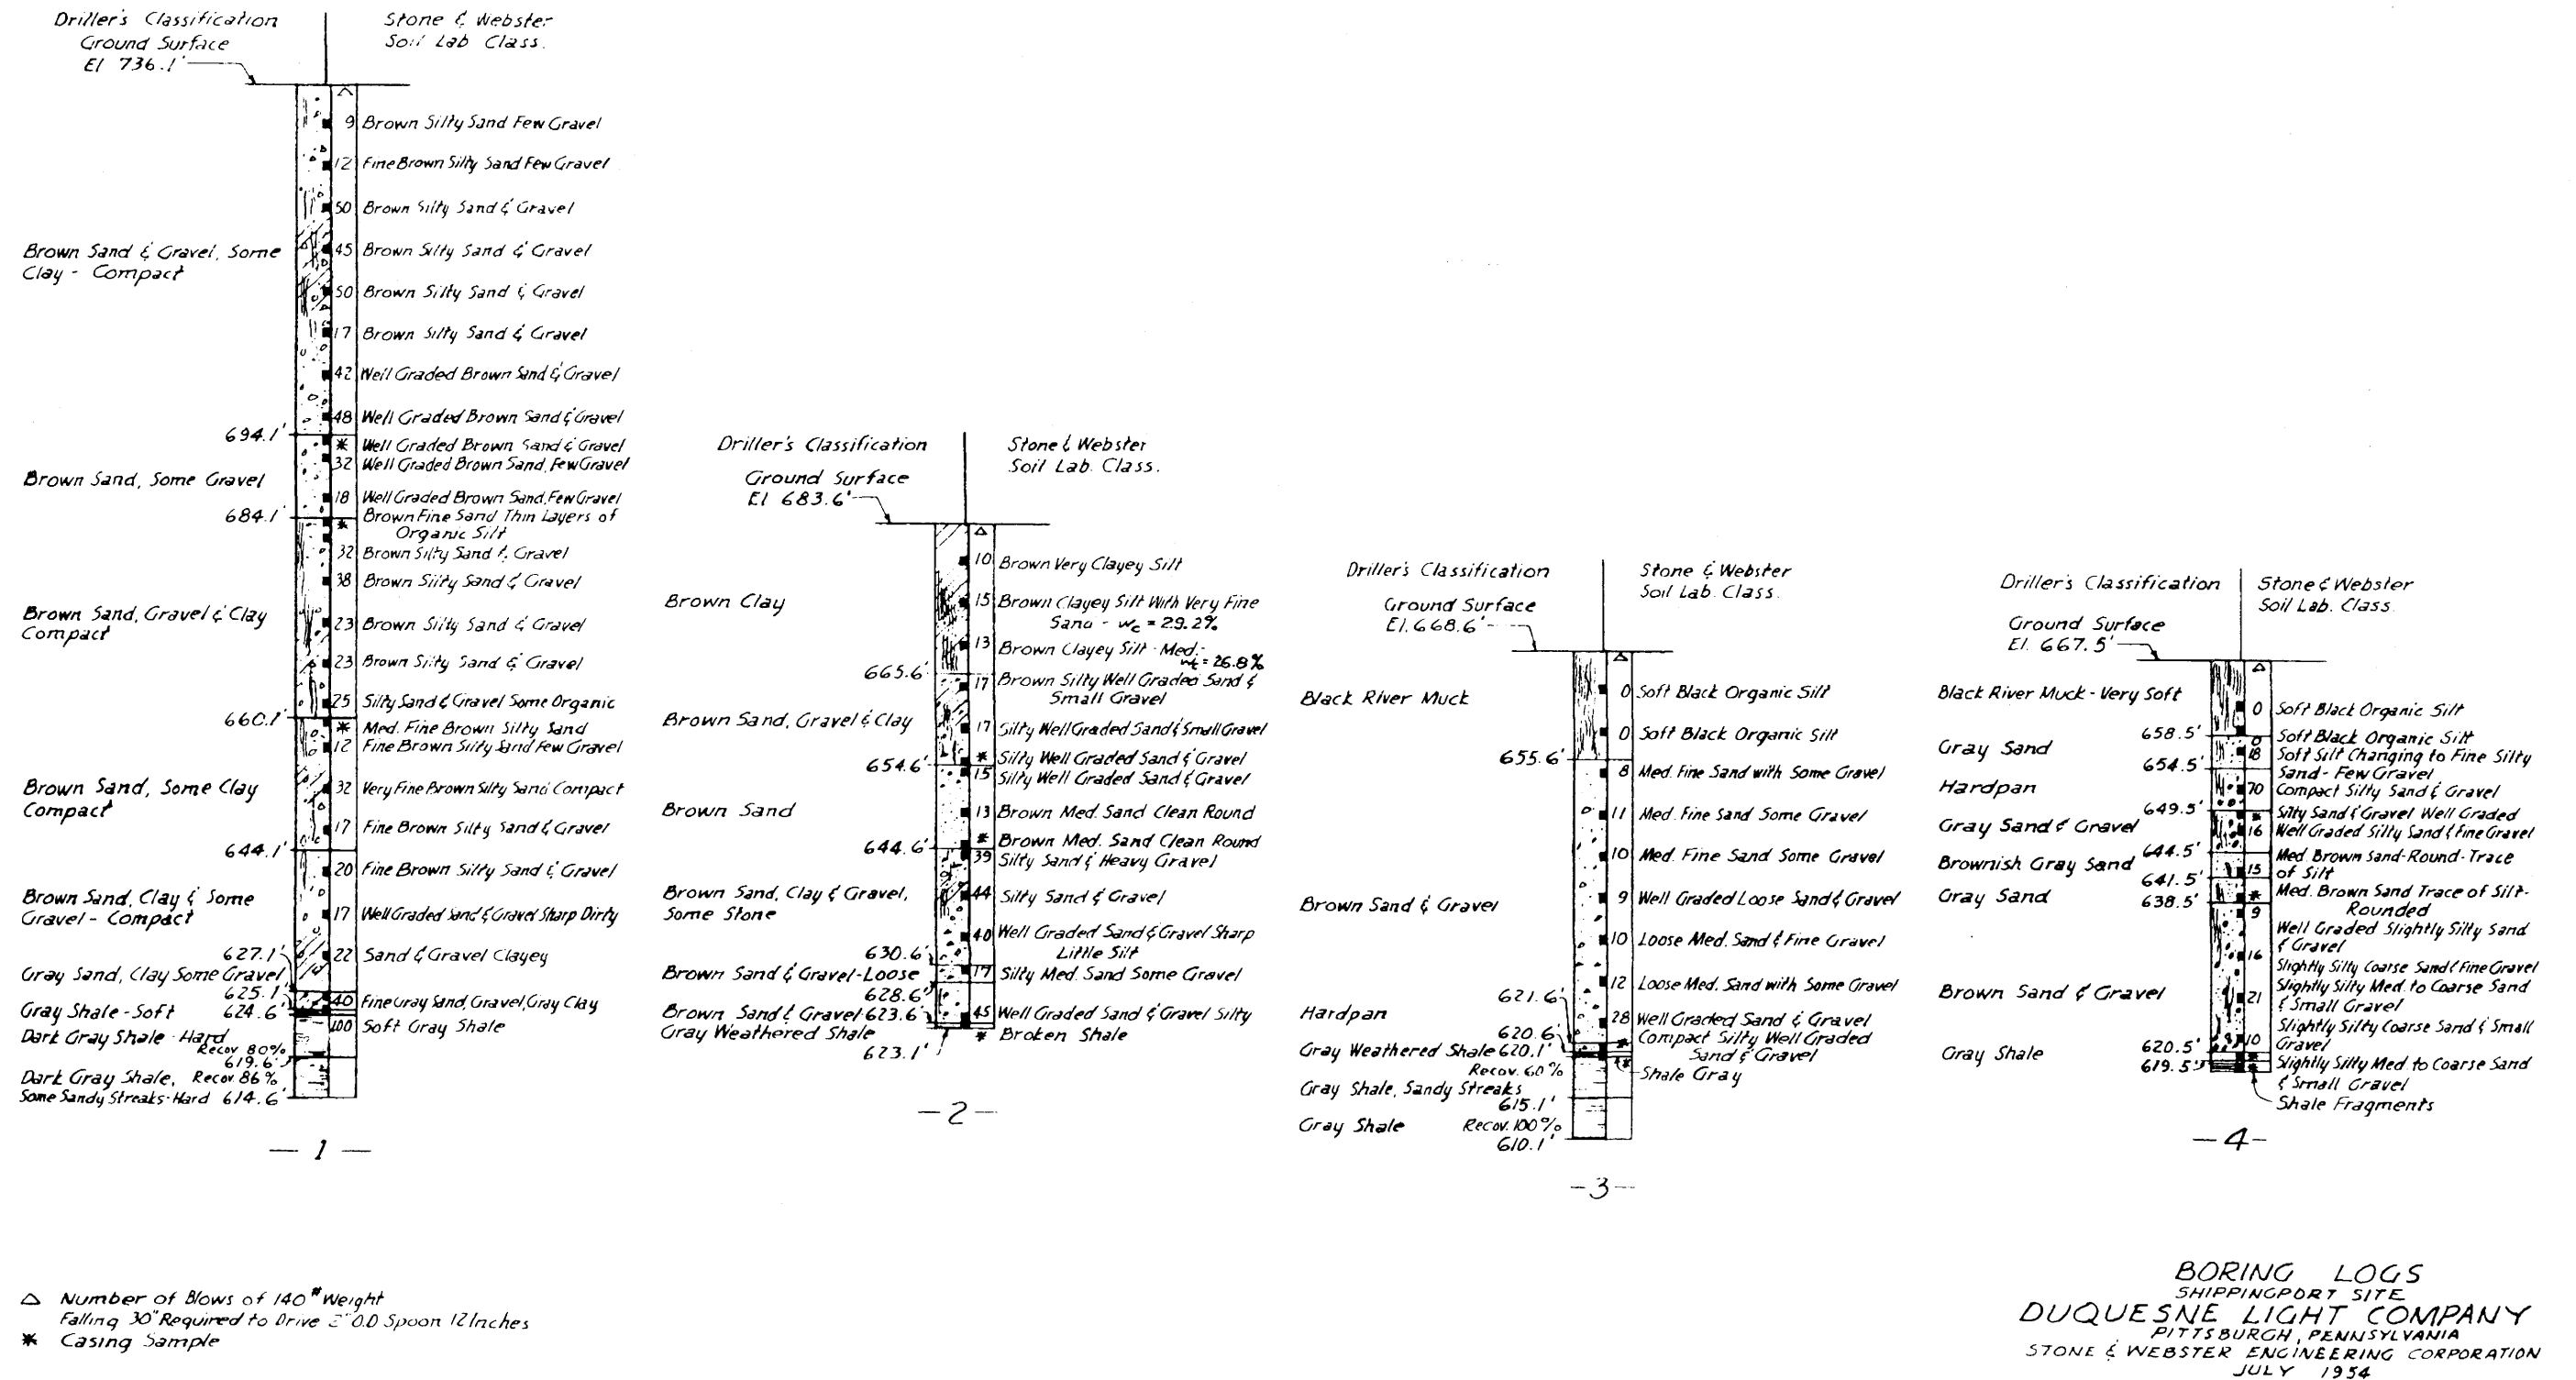 Driller's Classification
Ground Surface
El 736.1'
Stone & Webster
Soil Lab Class.
Brown Sand & Gravel, Some
Clay - Compact
694.1'
Brown Sand, Some Gravel
684.1'
Brown Sand, Gravel & Clay
Compact
660.1'
Brown Sand, Some Clay
Compact
644.1'
Brown Sand, Clay & Some
Gravel - Compact
627.1'
Gray Sand, Clay Some Gravel
625.1'
Gray Shale - Soft 624.6'
Dark Gray Shale - Hard
Recov 80%
619.6'
Dark Gray Shale, Recov. 86%
Some Sandy Streaks-Hard 614.6'
△
9 Brown Silty Sand Few Gravel
12 Fine Brown Silty Sand Few Gravel
50 Brown Silty Sand & Gravel
45 Brown Silty Sand & Gravel
50 Brown Silty Sand & Gravel
17 Brown Silty Sand & Gravel
42 Well Graded Brown Sand & Gravel
48 Well Graded Brown Sand & Gravel
* Well Graded Brown Sand & Gravel
32 Well Graded Brown Sand, Few Gravel
18 Well Graded Brown Sand, Few Gravel
* Brown Fine Sand Thin Layers of
Organic Silt
32 Brown Silty Sand & Gravel
38 Brown Silty Sand & Gravel
23 Brown Silty Sand & Gravel
23 Brown Silty Sand & Gravel
25 Silty Sand & Gravel Some Organic
* Med. Fine Brown Silty Sand
12 Fine Brown Silty Sand Few Gravel
32 Very Fine Brown Silty Sand Compact
17 Fine Brown Silty Sand & Gravel
20 Fine Brown Silty Sand & Gravel
17 Well Graded Sand & Gravel Sharp Dirty
22 Sand & Gravel Clayey
40 Fine Gray Sand, Gravel, Gray Clay
100 Soft Gray Shale
— 1 —
Driller's Classification
Ground Surface
El 683.6'
Stone & Webster
Soil Lab. Class.
Brown Clay
665.6'
Brown Sand, Gravel & Clay
654.6'
Brown Sand
644.6'
Brown Sand, Clay & Gravel,
Some Stone
630.6'
Brown Sand & Gravel-Loose
628.6'
Brown Sand & Gravel 623.6'
Gray Weathered Shale
623.1'
△
10 Brown Very Clayey Silt
15 Brown Clayey Silt With Very Fine
Sand - wc = 29.2%
13 Brown Clayey Silt - Med.-
wc = 26.8%
17 Brown Silty Well Graded Sand &
Small Gravel
17 Silty Well Graded Sand & Small Gravel
* Silty Well Graded Sand & Gravel
15 Silty Well Graded Sand & Gravel
13 Brown Med. Sand Clean Round
* Brown Med. Sand Clean Round
39 Silty Sand & Heavy Gravel
44 Silty Sand & Gravel
40 Well Graded Sand & Gravel Sharp
Little Silt
17 Silty Med. Sand Some Gravel
45 Well Graded Sand & Gravel Silty
* Broken Shale
— 2 —
Driller's Classification
Ground Surface
El. 668.6'
Stone & Webster
Soil Lab. Class.
Black River Muck
655.6'
Brown Sand & Gravel
621.6'
Hardpan
620.6'
Gray Weathered Shale 620.1'
Recov. 60%
Gray Shale, Sandy Streaks
615.1'
Gray Shale Recov. 100%
610.1'
△
0 Soft Black Organic Silt
0 Soft Black Organic Silt
8 Med. Fine Sand with Some Gravel
11 Med. Fine Sand Some Gravel
10 Med. Fine Sand Some Gravel
9 Well Graded Loose Sand & Gravel
10 Loose Med. Sand & Fine Gravel
12 Loose Med. Sand with Some Gravel
28 Well Graded Sand & Gravel
* Compact Silty Well Graded
Sand & Gravel
* Shale Gray
— 3 —
Driller's Classification
Ground Surface
El. 667.5'
Stone & Webster
Soil Lab. Class.
Black River Muck - Very Soft
658.5'
Gray Sand
654.5'
Hardpan
649.5'
Gray Sand & Gravel
644.5'
Brownish Gray Sand
641.5'
Gray Sand
638.5'
Brown Sand & Gravel
620.5'
Gray Shale
619.5'
△
0 Soft Black Organic Silt
0 Soft Black Organic Silt
18 Soft Silt Changing to Fine Silty
Sand - Few Gravel
70 Compact Silty Sand & Gravel
* Silty Sand & Gravel Well Graded
16 Well Graded Silty Sand & Fine Gravel
15 Med. Brown Sand-Round-Trace
of Silt
* Med. Brown Sand Trace of Silt-
Rounded
9 Well Graded Slightly Silty Sand
& Gravel
16 Slightly Silty Coarse Sand & Fine Gravel
21 Slightly Silty Med. to Coarse Sand
& Small Gravel
10 Slightly Silty Coarse Sand & Small
Gravel
* Slightly Silty Med. to Coarse Sand
& Small Gravel
* Shale Fragments
— 4 —
△ Number of Blows of 140# Weight
Falling 30" Required to Drive 2" O.D Spoon 12 Inches
* Casing Sample
BORING LOGS
SHIPPINGPORT SITE
DUQUESNE LIGHT COMPANY
PITTSBURGH, PENNSYLVANIA
STONE & WEBSTER ENGINEERING CORPORATION
JULY 1954